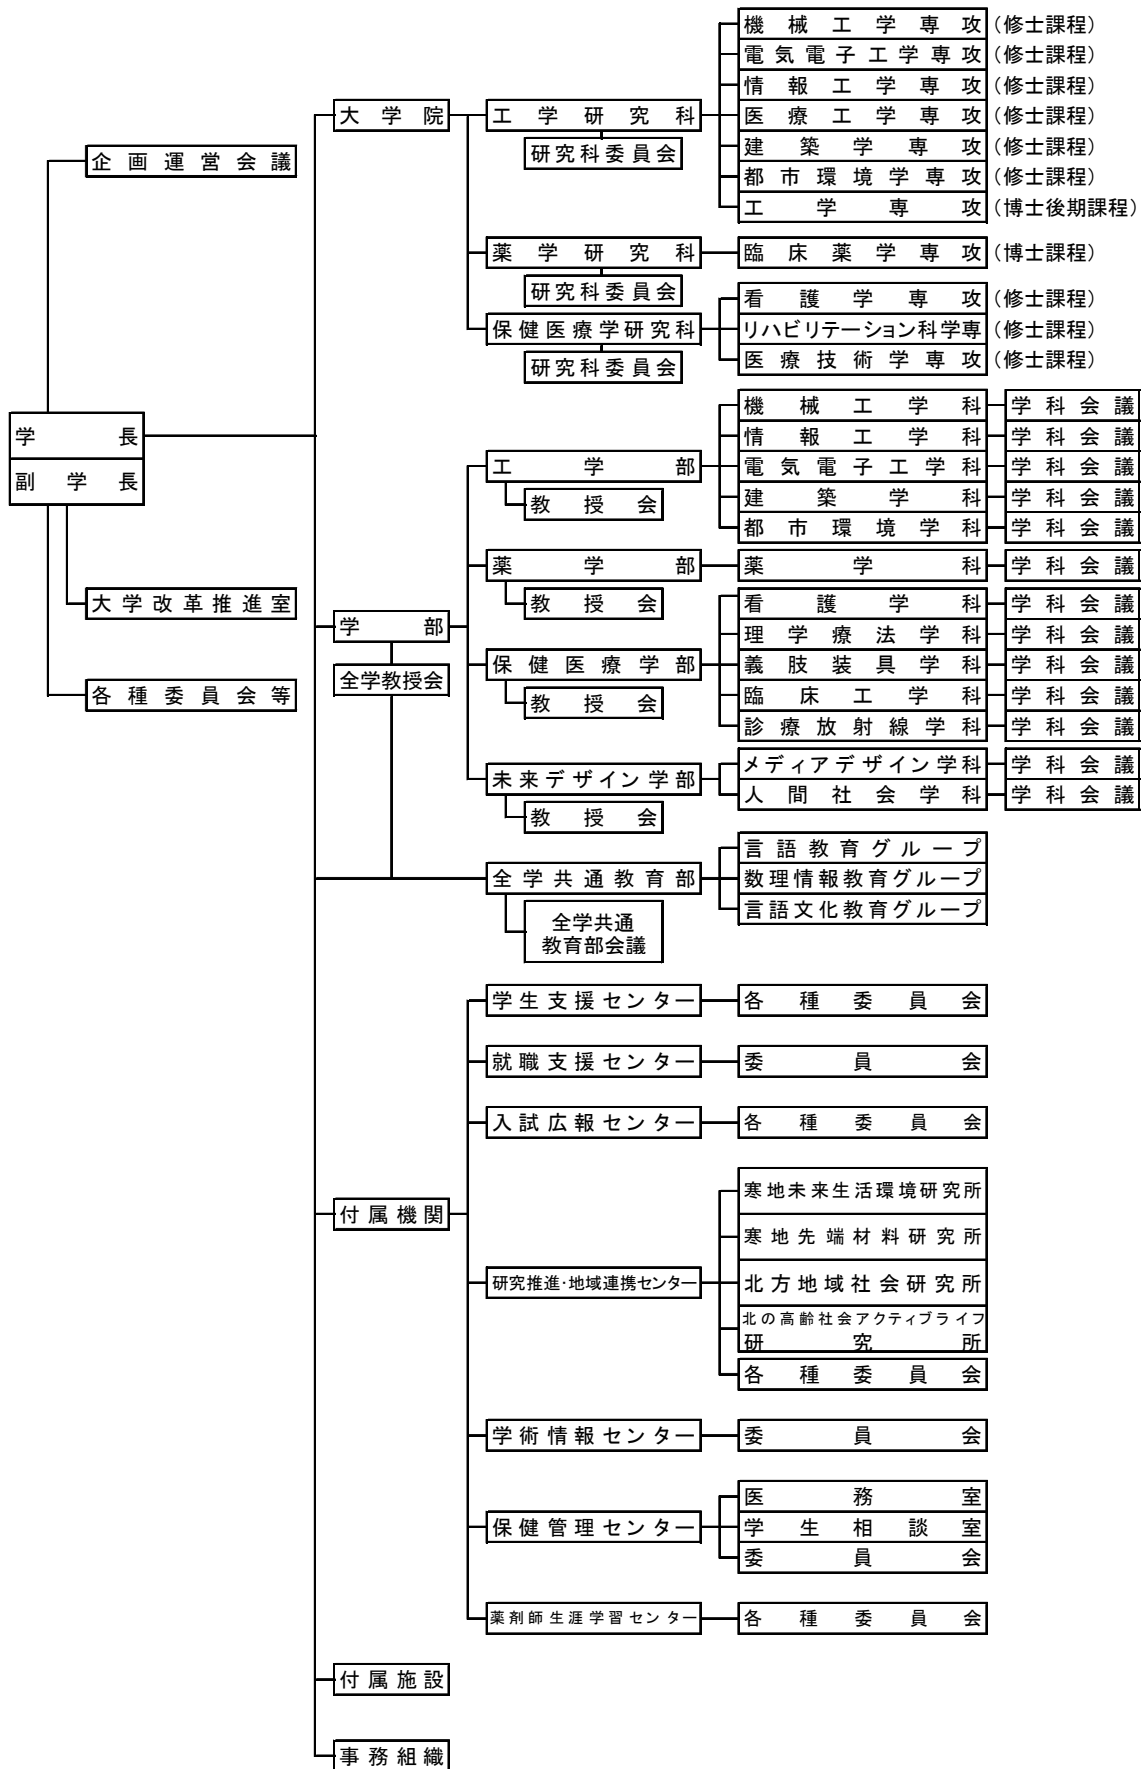 機械工学専攻(修士課程)
電気電子工学専攻(修士課程)
情報工学専攻(修士課程)
大学院 工学研究科 医療工学専攻(修士課程)
企画運営会議 研究科委員会 建築学専攻(修士課程)
都市環境学専攻(修士課程)
工学専攻(博士後期課程)
薬学研究科 臨床薬学専攻(博士課程)
研究科委員会 看護学専攻(修士課程)
保健医療学研究科 リハビリテーション科学専(修士課程)
研究科委員会 医療技術学専攻(修士課程)
機械工学科 学科会議
学長 情報工学科 学科会議
副学長 工学部 電気電子工学科 学科会議
教授会 建築学科 学科会議
都市環境学科 学科会議
薬学部 薬学科 学科会議
大学改革推進室 教授会 看護学科 学科会議
学部 理学療法学科 学科会議
全学教授会 保健医療学部 義肢装具学科 学科会議
各種委員会等 教授会 臨床工学科 学科会議
診療放射線学科 学科会議
未来デザイン学部 メディアデザイン学科 学科会議
教授会 人間社会学科 学科会議
言語教育グループ
全学共通教育部 数理情報教育グループ
全学共通 言語文化教育グループ
教育部会議
学生支援センター 各種委員会
就職支援センター 委員会
入試広報センター 各種委員会
寒地未来生活環境研究所
付属機関 寒地先端材料研究所
研究推進・地域連携センター 北方地域社会研究所
北の高齢社会アクティブライフ
研究所
各種委員会
学術情報センター 委員会
医務室
保健管理センター 学生相談室
委員会
薬剤師生涯学習センター 各種委員会
付属施設
事務組織